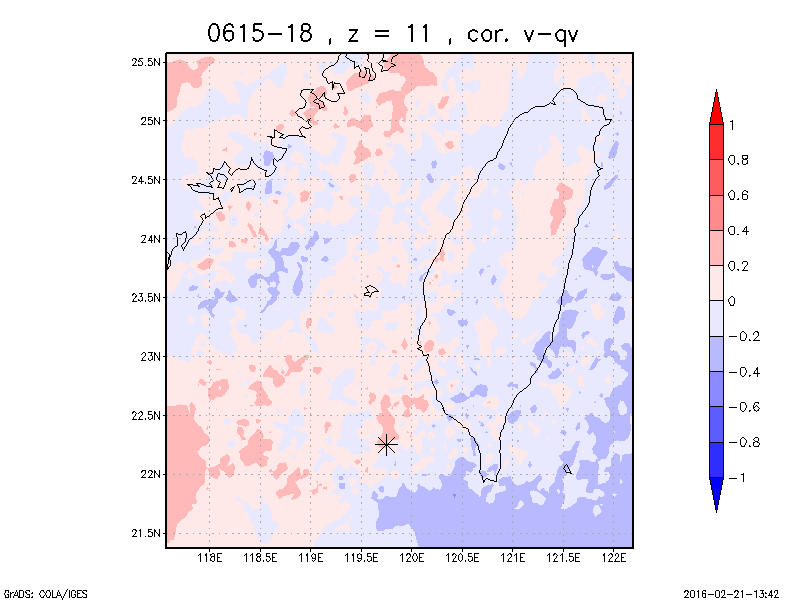 0615-18 , z = 11 , cor. v-qv
25.5N
25N
24.5N
24N
23.5N
23N
22.5N
22N
21.5N
118E 118.5E 119E 119.5E 120E 120.5E 121E 121.5E 122E
1
0.8
0.6
0.4
0.2
0
-0.2
-0.4
-0.6
-0.8
-1
GrADS: COLA/IGES 2016-02-21-13:42